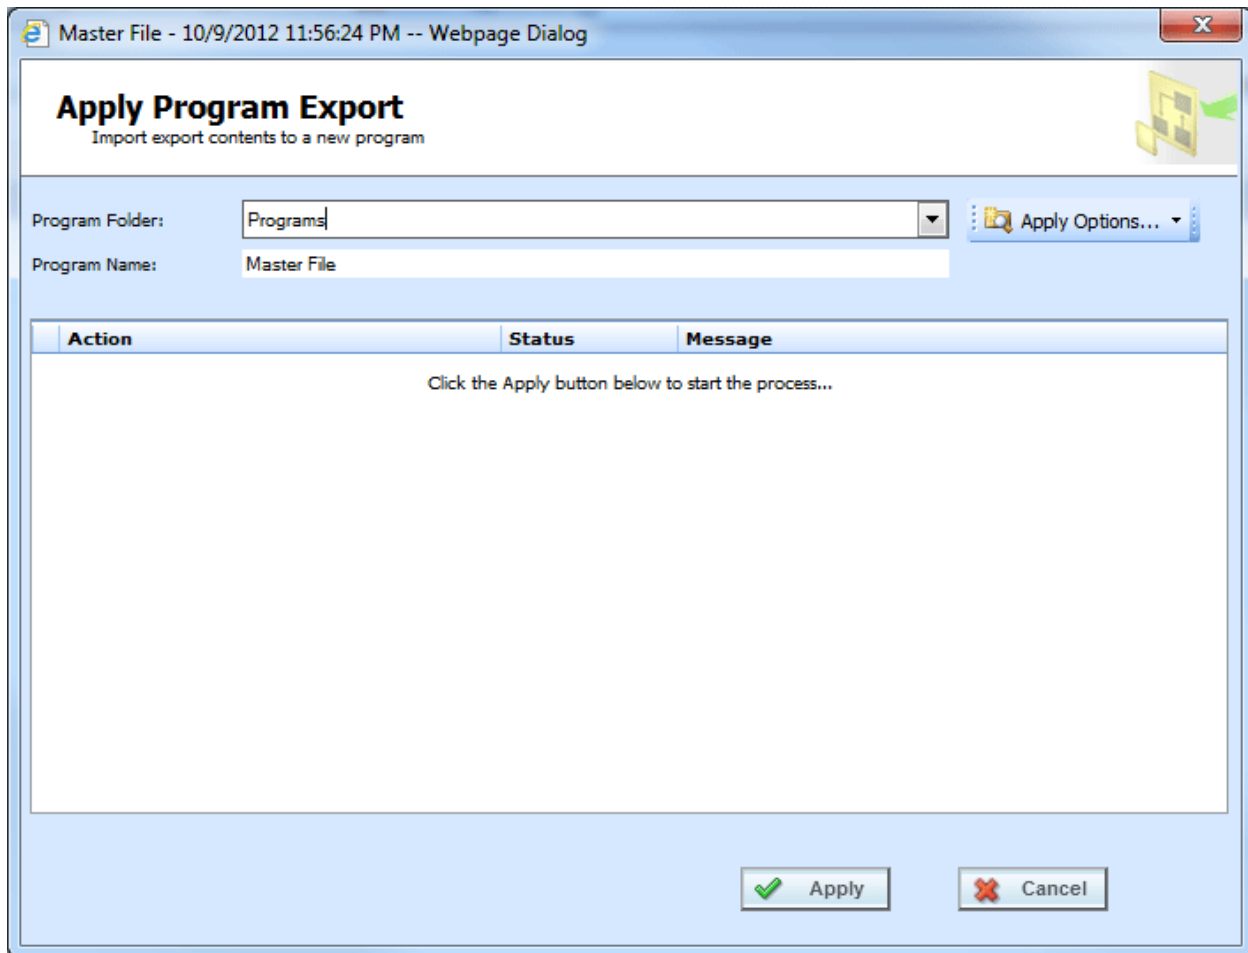 Master File - 10/9/2012 11:56:24 PM -- Webpage Dialog
X
Apply Program Export
Import export contents to a new program
Program Folder: Programs Apply Options...
Program Name: Master File
Action Status Message
Click the Apply button below to start the process...
Apply Cancel